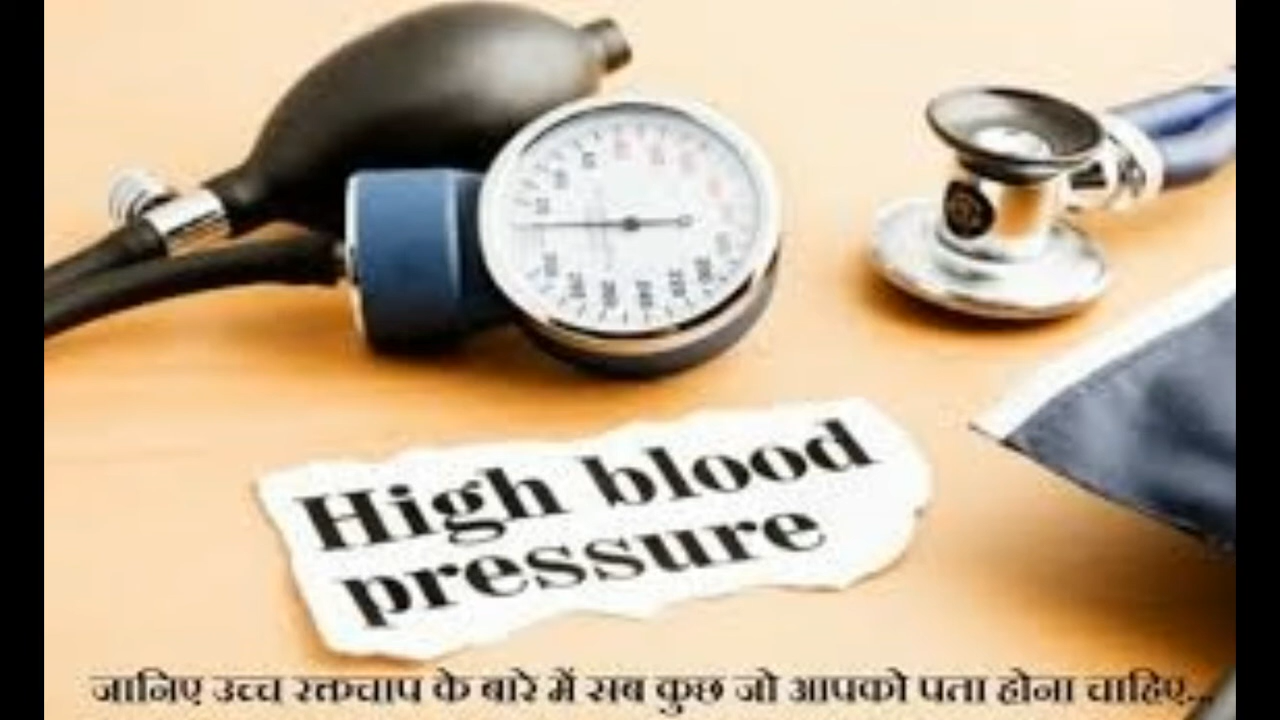 High blood
pressure
जानिए उच्च रक्तचाप के बारे में सब कुछ जो आपको पता होना चाहिए...